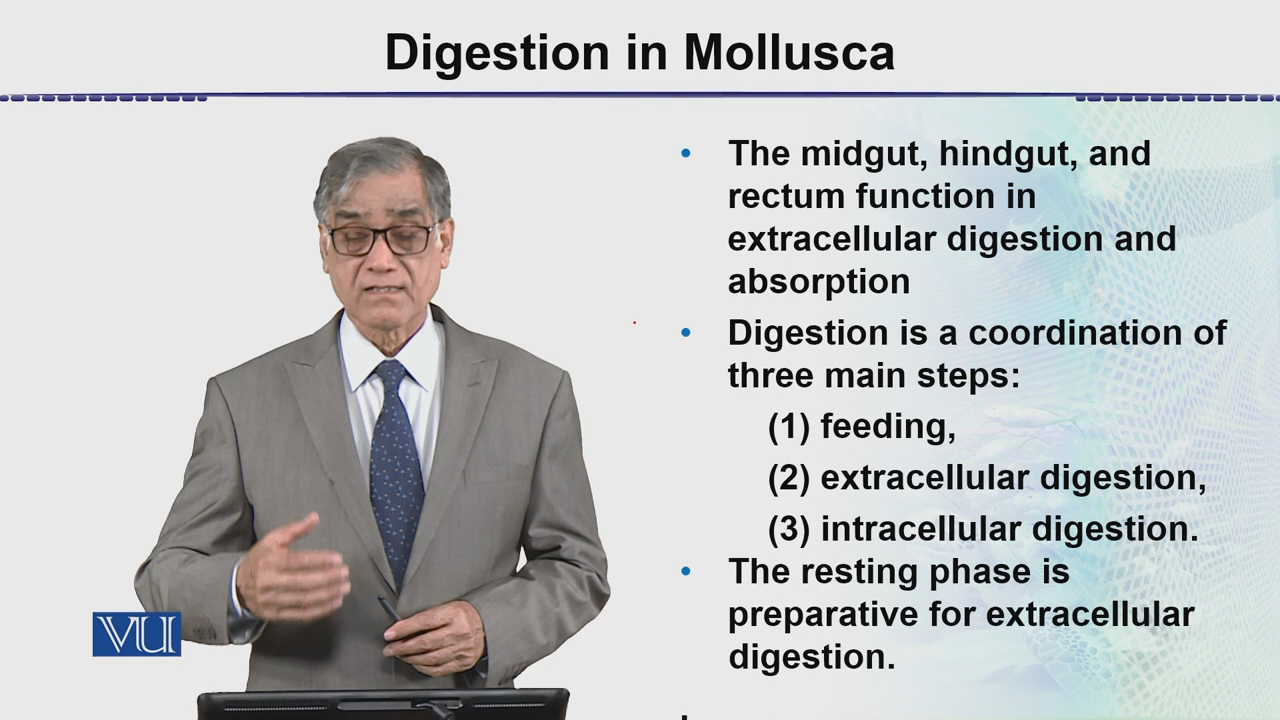 Digestion in Mollusca
• The midgut, hindgut, and
rectum function in
extracellular digestion and
absorption
• Digestion is a coordination of
three main steps:
(1) feeding,
(2) extracellular digestion,
(3) intracellular digestion.
• The resting phase is
preparative for extracellular
digestion.
VU